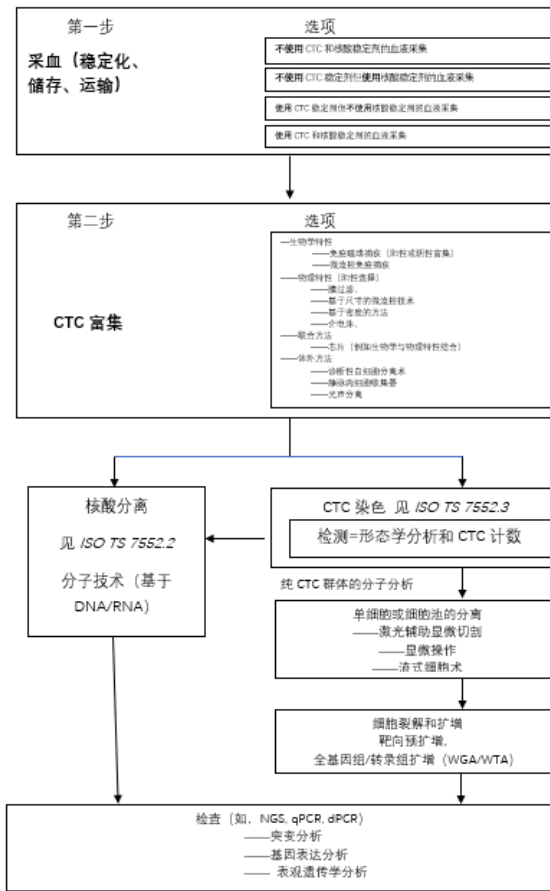 第一步
选项
采血（稳定化、
储存、运输）
不使用 CTC 和核酸稳定剂的血液采集
不使用 CTC 稳定剂但使用核酸稳定剂的血液采集
使用 CTC 稳定剂但不使用核酸稳定剂的血液采集
使用 CTC 和核酸稳定剂的血液采集
第二步
选项
CTC 富集
—生物学特性
——免疫磁珠捕获（阳性或阴性富集）
——微流控免疫捕获
——物理特性（阳性选择）
——膜过滤、
——基于尺寸的微流控技术
——基于密度的方法
——介电泳、
——联合方法
——芯片（例如生物学与物理特性结合）
——体外方法
——诊断性白细胞分离术
——静脉内细胞收集器
——光声分离
核酸分离
见 ISO TS 7552.2
分子技术（基于
DNA/RNA）
CTC 染色 见 ISO TS 7552.3
检测=形态学分析和 CTC 计数
纯 CTC 群体的分子分析
单细胞或细胞池的分离
——激光辅助显微切割
——显微操作
——流式细胞术
细胞裂解和扩增
靶向预扩增,
全基因组/转录组扩增（WGA/WTA）
检查（如、NGS, qPCR, dPCR）
——突变分析
——基因表达分析
—— 表观遗传学分析